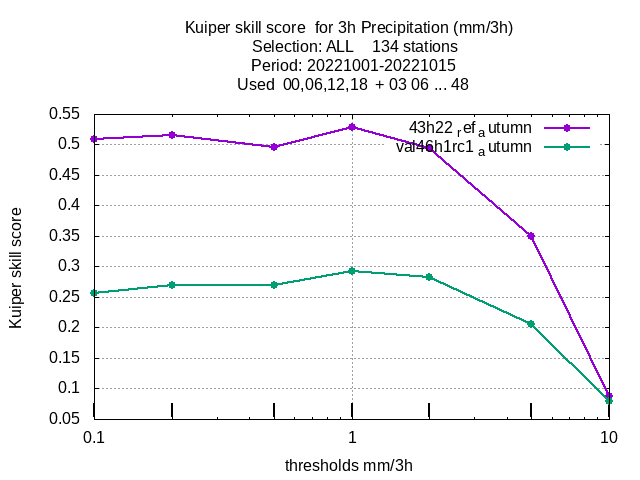 Kuiper skill score for 3h Precipitation (mm/3h)
Selection: ALL 134 stations
Period: 20221001-20221015
Used 00,06,12,18 + 03 06 ... 48
0.55
0.5
0.45
0.4
0.35
0.3
0.25
0.2
0.15
0.1
0.05
Kuiper skill score
43h22 refa utumn
val46h1rc1 a utumn
0.1 1 10
thresholds mm/3h